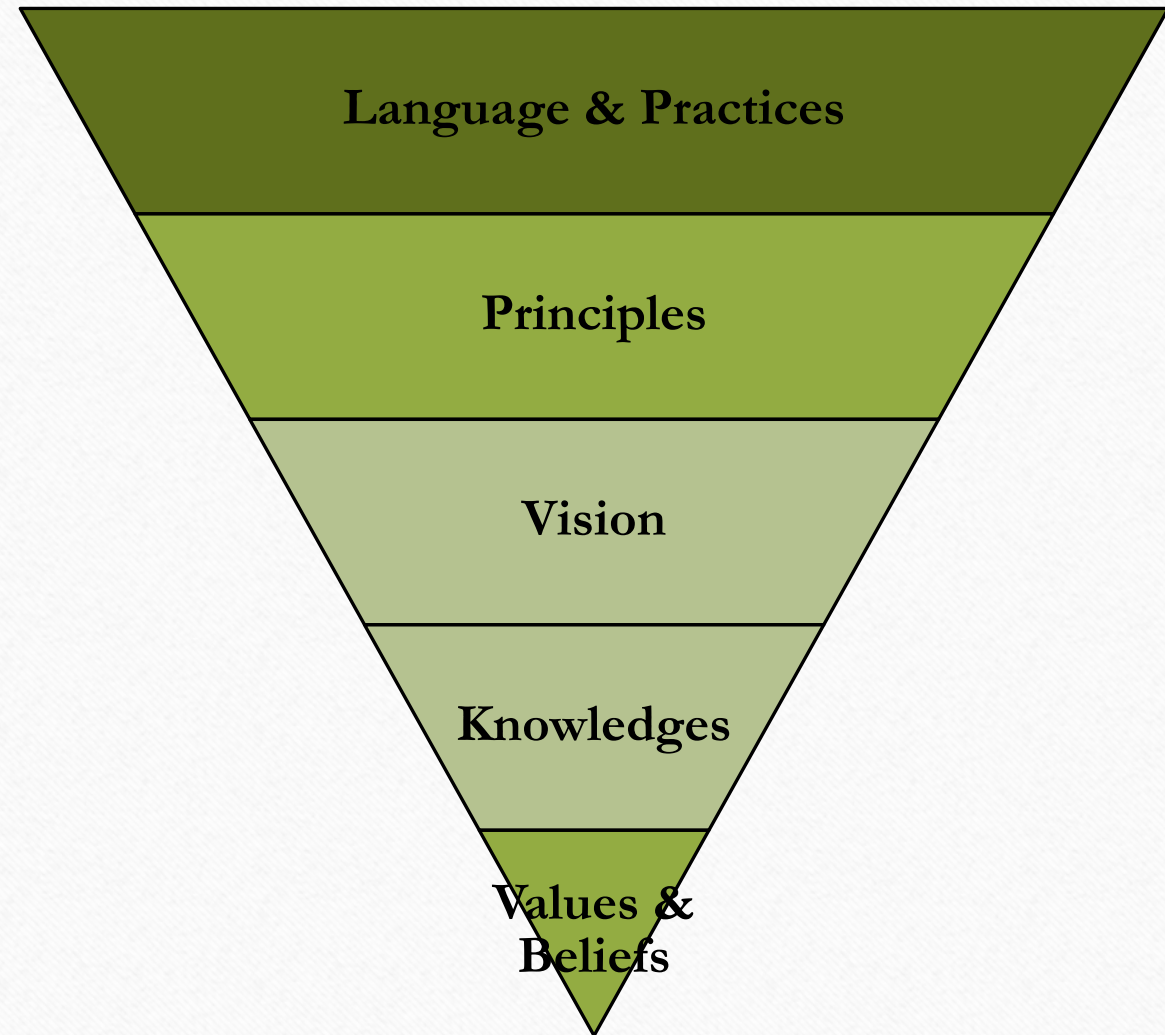 Language & Practices
Principles
Vision
Knowledges
Values &
Beliefs